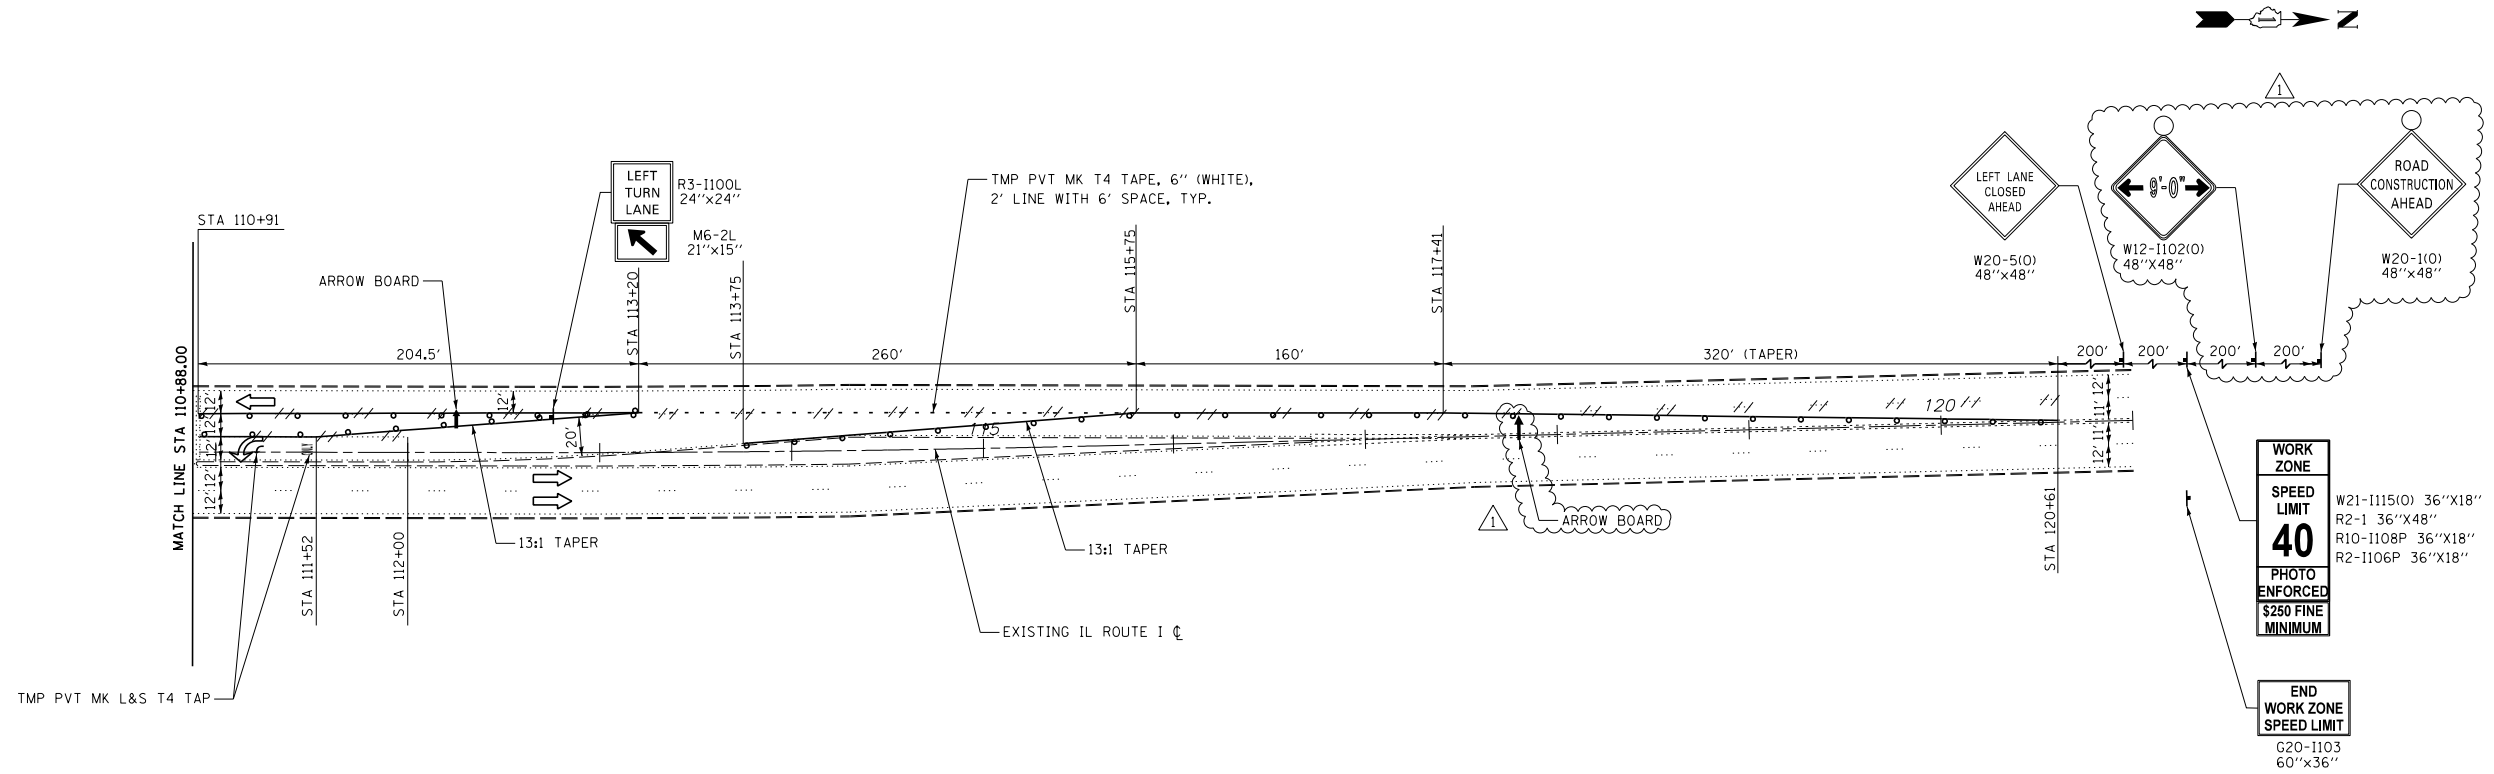 N
1
1
STA 110+91
LEFT
TURN
LANE
R3-I100L
24''x24''
M6-2L
21''x15''
TMP PVT MK T4 TAPE, 6'' (WHITE),
2' LINE WITH 6' SPACE, TYP.
LEFT LANE
CLOSED
AHEAD
W20-5(O)
48''x48''
9'-0"
W12-I102(O)
48''X48''
ROAD
CONSTRUCTION
AHEAD
W20-1(O)
48''x48''
ARROW BOARD
STA 113+20
STA 113+75
STA 115+75
STA 117+41
204.5'
260'
160'
320' (TAPER)
200'
200'
200'
200'
MATCH LINE STA 110+88.00
12'
12'
12'
12'
12'
12'
20'
115
120
12'
11'
11'
12'
13:1 TAPER
13:1 TAPER
ARROW BOARD
1
STA 111+52
STA 112+00
STA 120+61
EXISTING IL ROUTE 1 ℄
TMP PVT MK L&S T4 TAP
WORK
ZONE
SPEED
LIMIT
40
PHOTO
ENFORCED
$250 FINE
MINIMUM
W21-I115(O) 36''X18''
R2-1 36''X48''
R10-I108P 36''X18''
R2-I106P 36''X18''
END
WORK ZONE
SPEED LIMIT
G20-I103
60''x36''